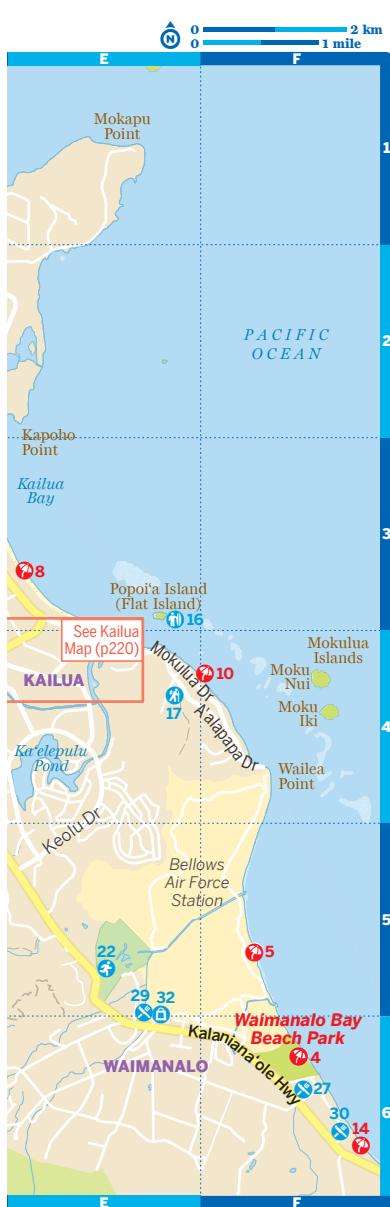 N
0 2 km
0 1 mile
E F
Mokapu
Point
1
PACIFIC
OCEAN
2
Kapoho
Point
Kailua
Bay
3
8
Popoi‘a Island
(Flat Island)
16
See Kailua
Map (p220)
KAILUA
Mokulua Dr
10
17
A‘alapapa Dr
Mokulua
Islands
Moku
Nui
Moku
Iki
4
Ka‘elepulu
Pond
Wailea
Point
Keolu Dr
Bellows
Air Force
Station
5
22
5
29 32
Waimanalo Bay
Beach Park
4
Kalaniana‘ole Hwy
WAIMANALO
27
30
14
6
E F